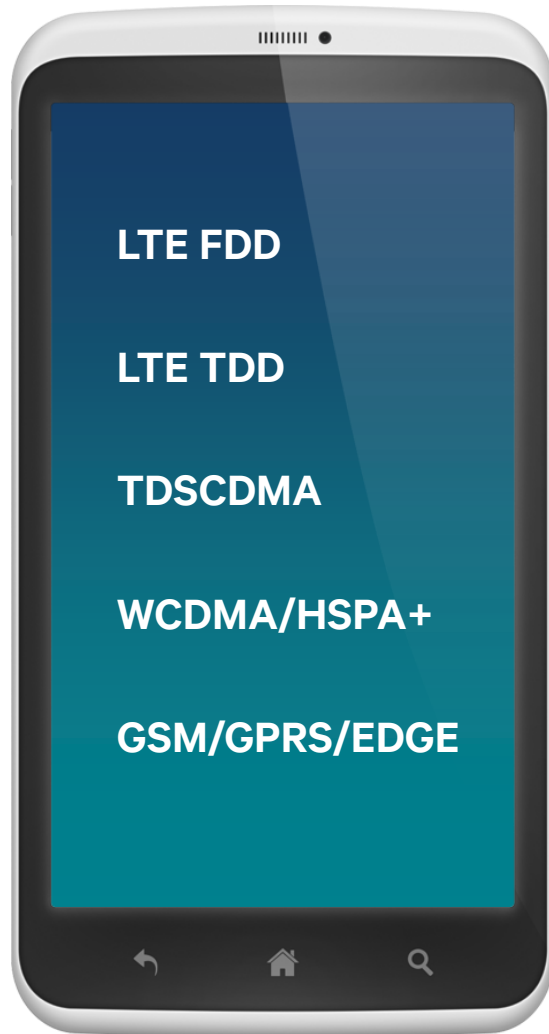 LTE FDD
LTE TDD
TDSCDMA
WCDMA/HSPA+
GSM/GPRS/EDGE